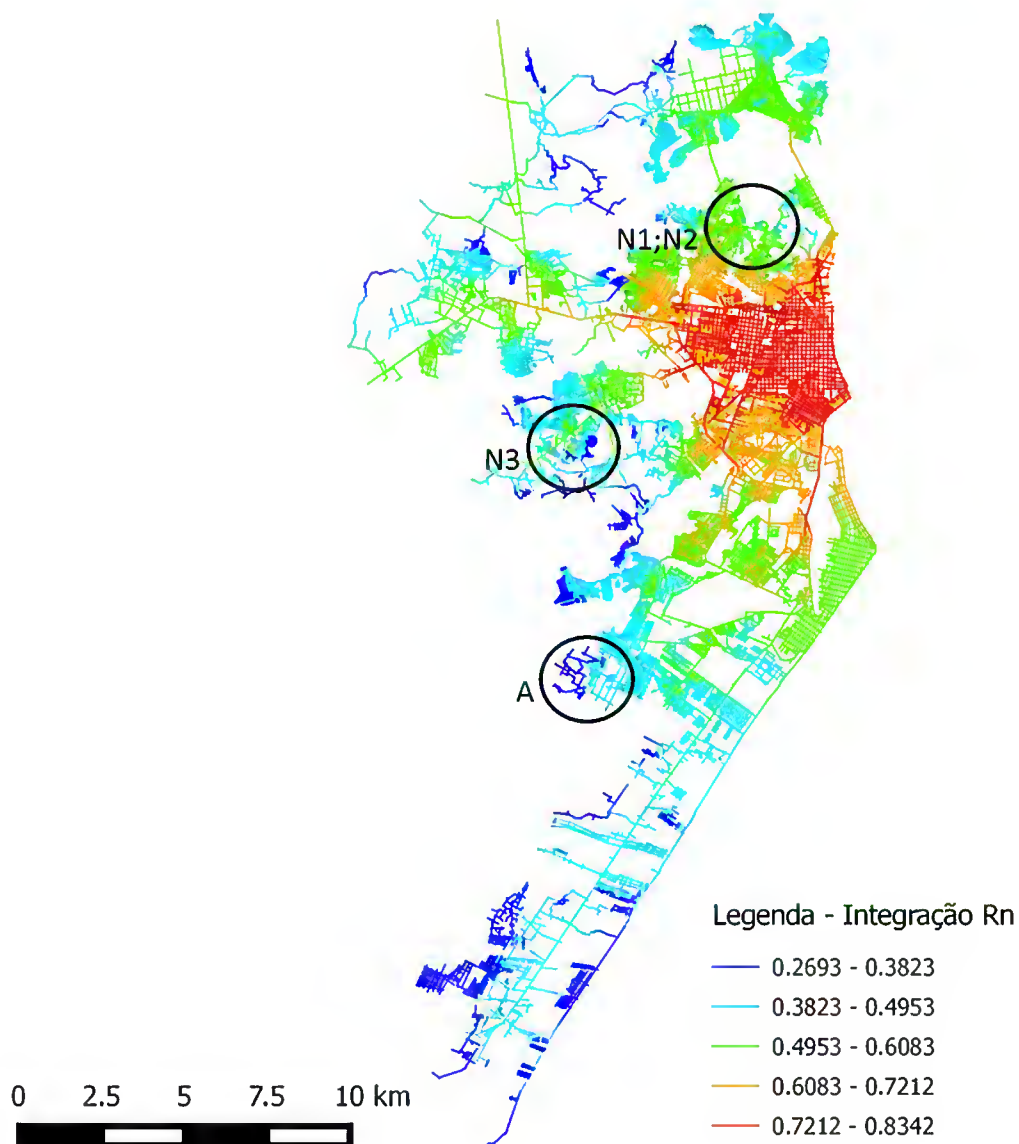 N1;N2
N3
A
Legenda - Integração Rn
0.2693 - 0.3823
0.3823 - 0.4953
0.4953 - 0.6083
0.6083 - 0.7212
0.7212 - 0.8342
0 2.5 5 7.5 10 km